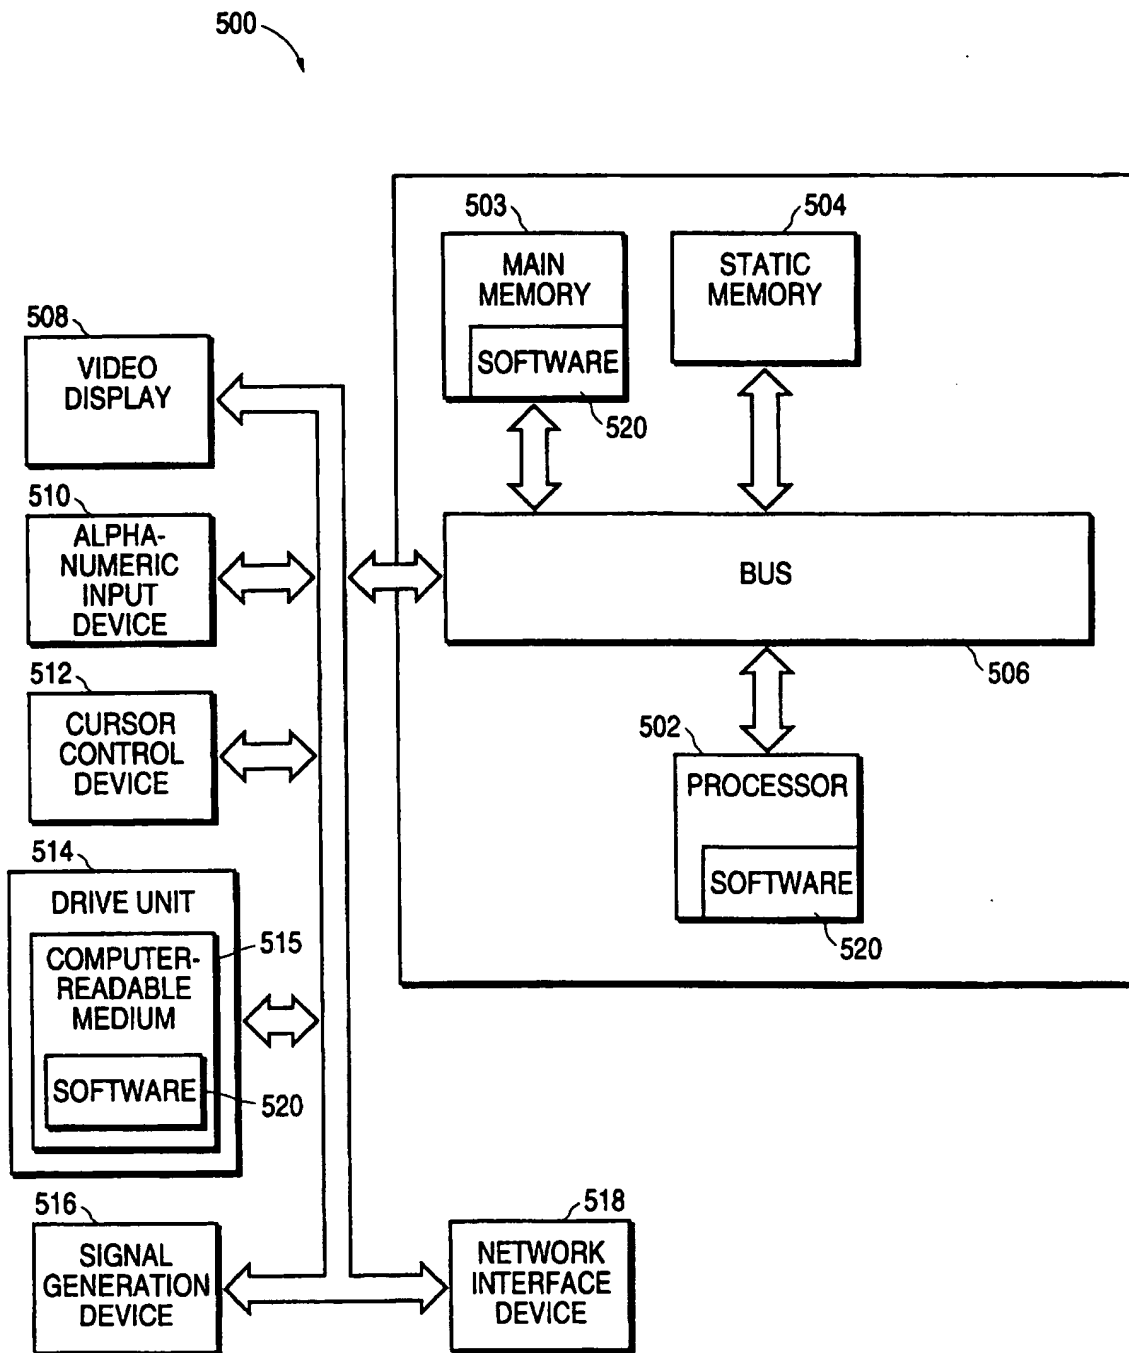 500
503
MAIN
MEMORY
SOFTWARE
520
504
STATIC
MEMORY
508
VIDEO
DISPLAY
510
ALPHA-
NUMERIC
INPUT
DEVICE
BUS
506
512
CURSOR
CONTROL
DEVICE
502
PROCESSOR
SOFTWARE
520
514
DRIVE UNIT
515
COMPUTER-
READABLE
MEDIUM
SOFTWARE
520
516
SIGNAL
GENERATION
DEVICE
518
NETWORK
INTERFACE
DEVICE